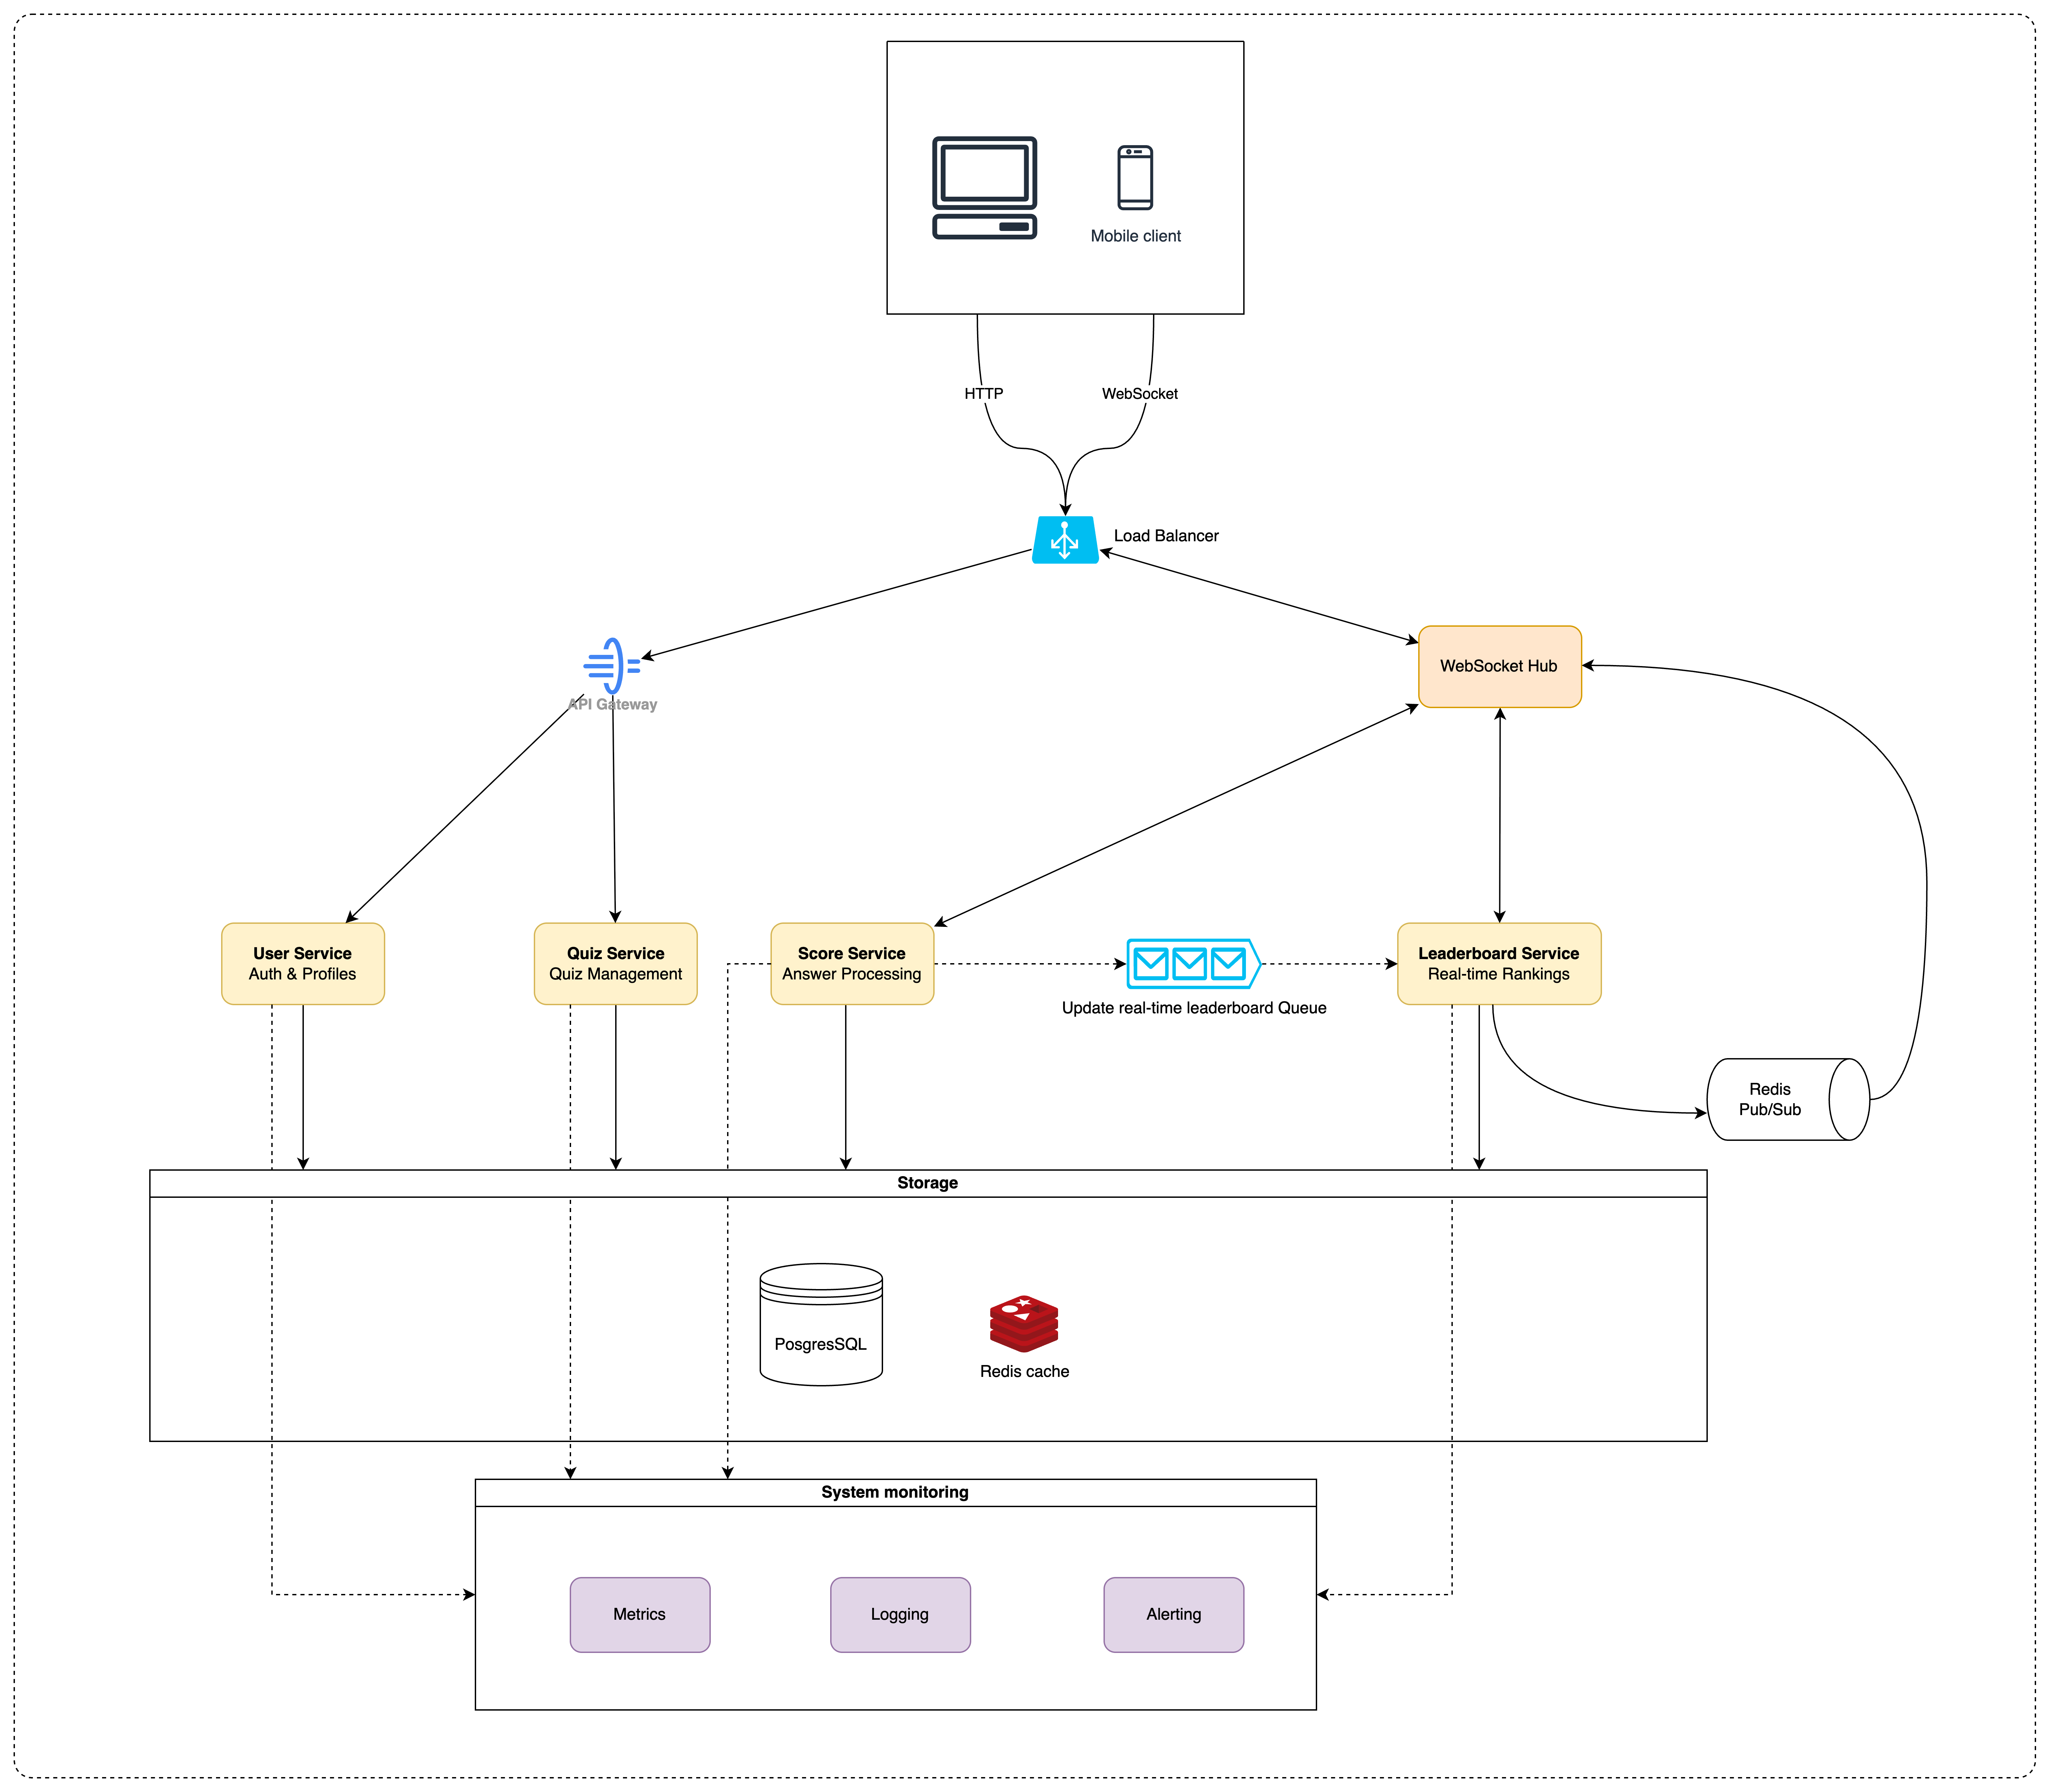 Mobile client
HTTP
WebSocket
Load Balancer
WebSocket Hub
API Gateway
User Service
Auth & Profiles
Quiz Service
Quiz Management
Score Service
Answer Processing
Update real-time leaderboard Queue
Leaderboard Service
Real-time Rankings
Redis
Pub/Sub
Storage
PosgresSQL
Redis cache
System monitoring
Metrics
Logging
Alerting